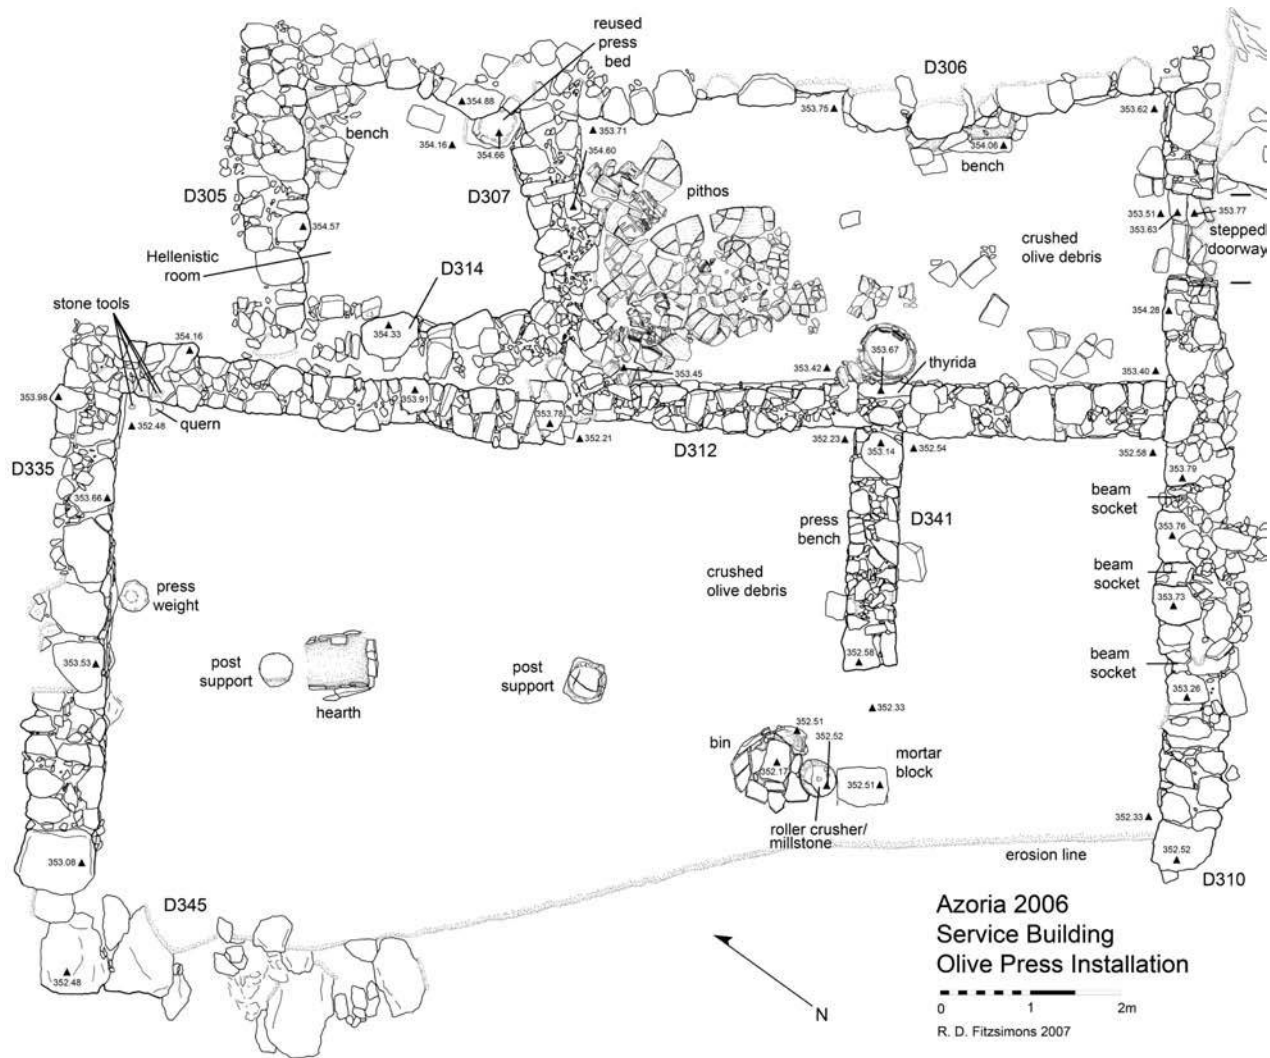 reused
press
bed
D306
354.88
bench
353.75
353.62
353.71
354.16
354.66
354.60
354.06
bench
D305
D307
pithos
353.51
353.77
353.63
stepped
doorway
354.57
crushed
olive debris
Hellenistic
room
D314
stone tools
354.28
354.33
354.16
353.67
353.45
353.42
thyrida
353.40
353.98
353.91
quern
352.48
353.78
352.21
D312
352.23
353.14
352.54
352.58
D335
353.79
353.66
beam
socket
press
bench
D341
353.76
crushed
olive debris
beam
socket
press
weight
353.73
353.53
post
support
hearth
post
support
352.58
beam
socket
353.26
352.33
352.51
352.52
bin
352.17
mortar
block
352.51
roller crusher/
millstone
352.33
erosion line
353.08
352.52
D310
D345
352.48
Azoria 2006
Service Building
Olive Press Installation
0 1 2m
N
R. D. Fitzsimons 2007